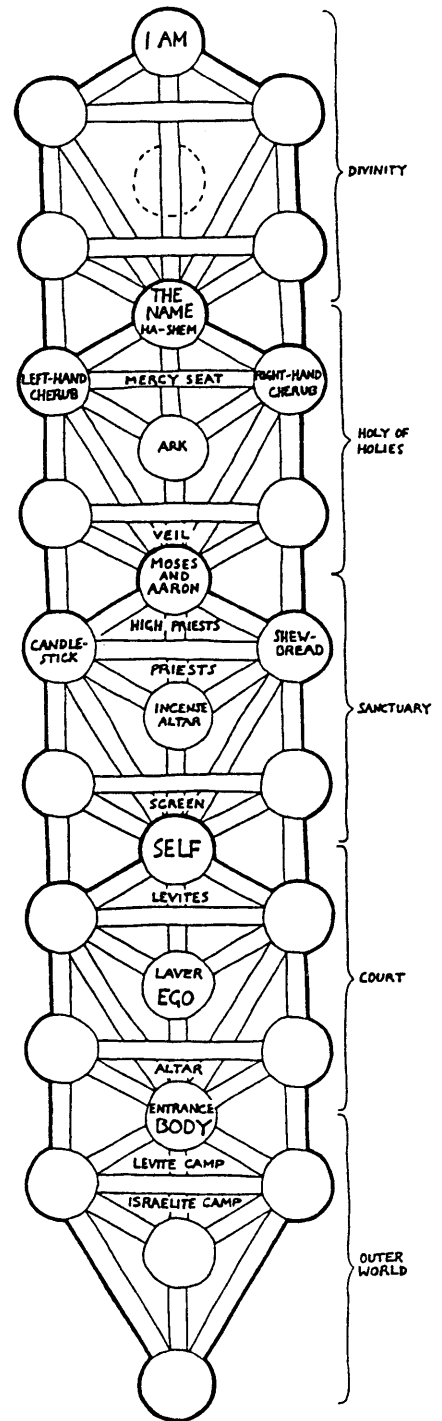 I AM
DIVINITY
THE
NAME
HA-SHEM
LEFT-HAND
CHERUB
MERCY SEAT
RIGHT-HAND
CHERUB
HOLY OF
HOLIES
ARK
VEIL
MOSES
AND
AARON
HIGH PRIESTS
CANDLE-
STICK
SHEW-
BREAD
PRIESTS
INCENSE
ALTAR
SANCTUARY
SCREEN
SELF
LEVITES
LAVER
EGO
COURT
ALTAR
ENTRANCE
BODY
LEVITE CAMP
ISRAELITE CAMP
OUTER
WORLD